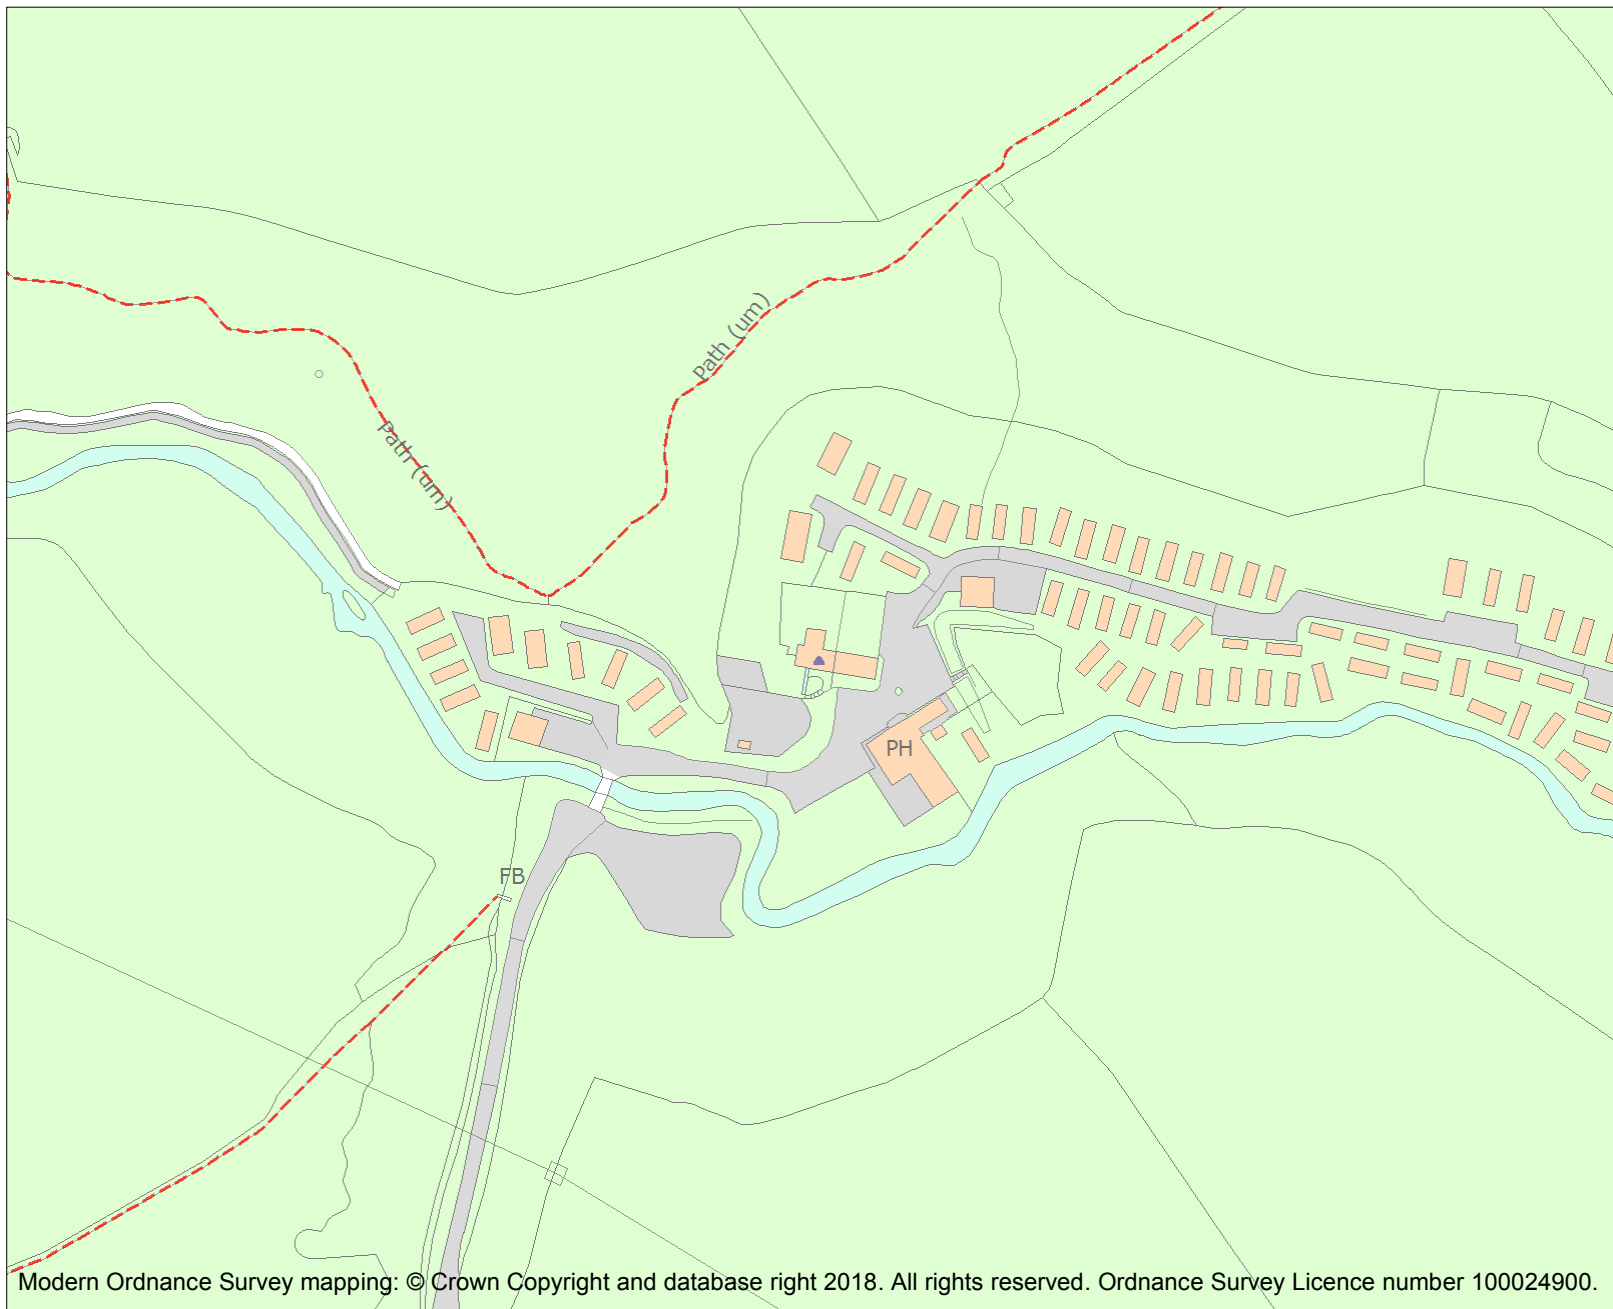 Path (um)
Path (um)
PH
FB
Modern Ordnance Survey mapping: © Crown Copyright and database right 2018. All rights reserved. Ordnance Survey Licence number 100024900.